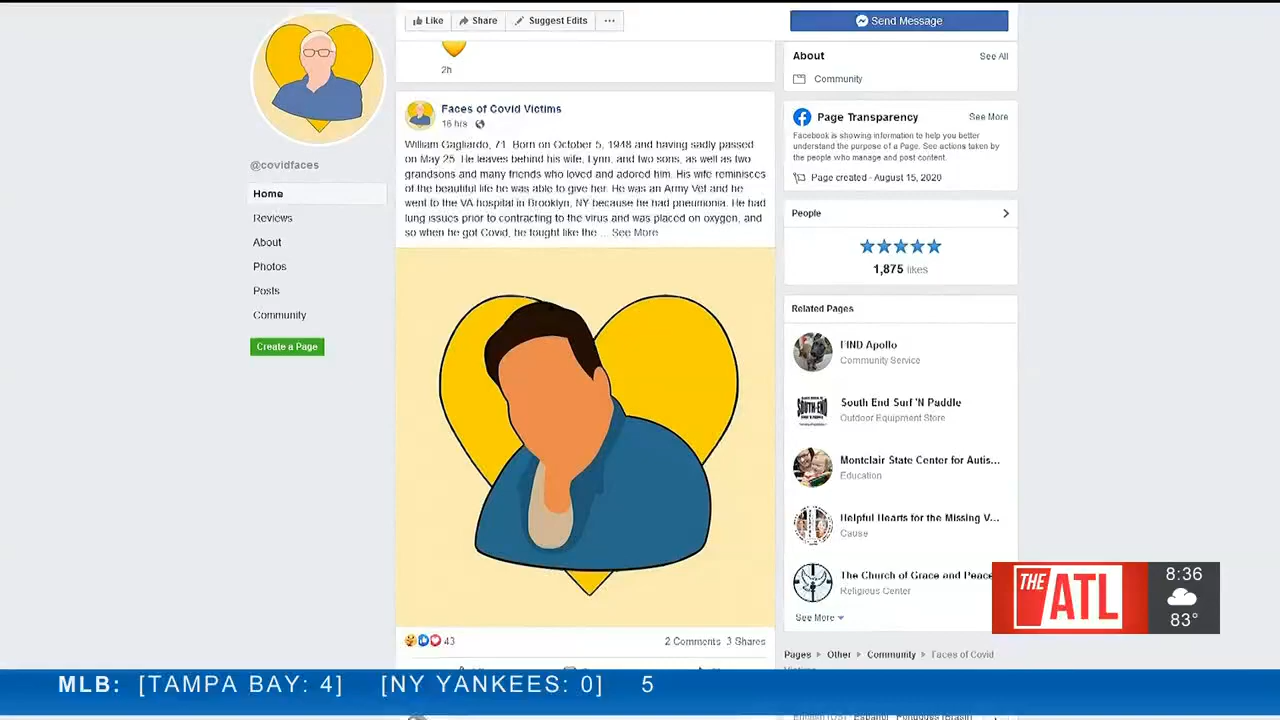 Like
Share
Suggest Edits
Send Message
2h
@covidfaces
Home
Reviews
About
Photos
Posts
Community
Create a Page
Faces of Covid Victims
16 hrs
William Gagliardo, 71. Born on October 5, 1948 and having sadly passed
on May 25. He leaves behind his wife, Lynn, and two sons, as well as two
grandsons and many friends who loved and adored him. His wife reminisces
of the beautiful life he was able to give her. He was an Army Vet and he
went to the VA hospital in Brooklyn, NY because he had pneumonia. He had
lung issues prior to contracting to the virus and was placed on oxygen, and
so when he got Covid, he fought like the ... See More
43
2 Comments 3 Shares
About
See All
Community
Page Transparency
See More
Facebook is showing information to help you better
understand the purpose of a Page. See actions taken by
the people who manage and post content.
Page created - August 15, 2020
People
1,875 likes
Related Pages
FIND Apollo
Community Service
SOUTH-END
South End Surf 'N Paddle
Outdoor Equipment Store
Montclair State Center for Autis...
Education
Helpful Hearts for the Missing V...
Cause
The Church of Grace and Peace
Religious Center
See More
Pages Other Community Faces of Covid
Victims
English (US) Español Português (Brasil)
THE ATL
8:36
83°
MLB: [TAMPA BAY: 4] [NY YANKEES: 0] 5